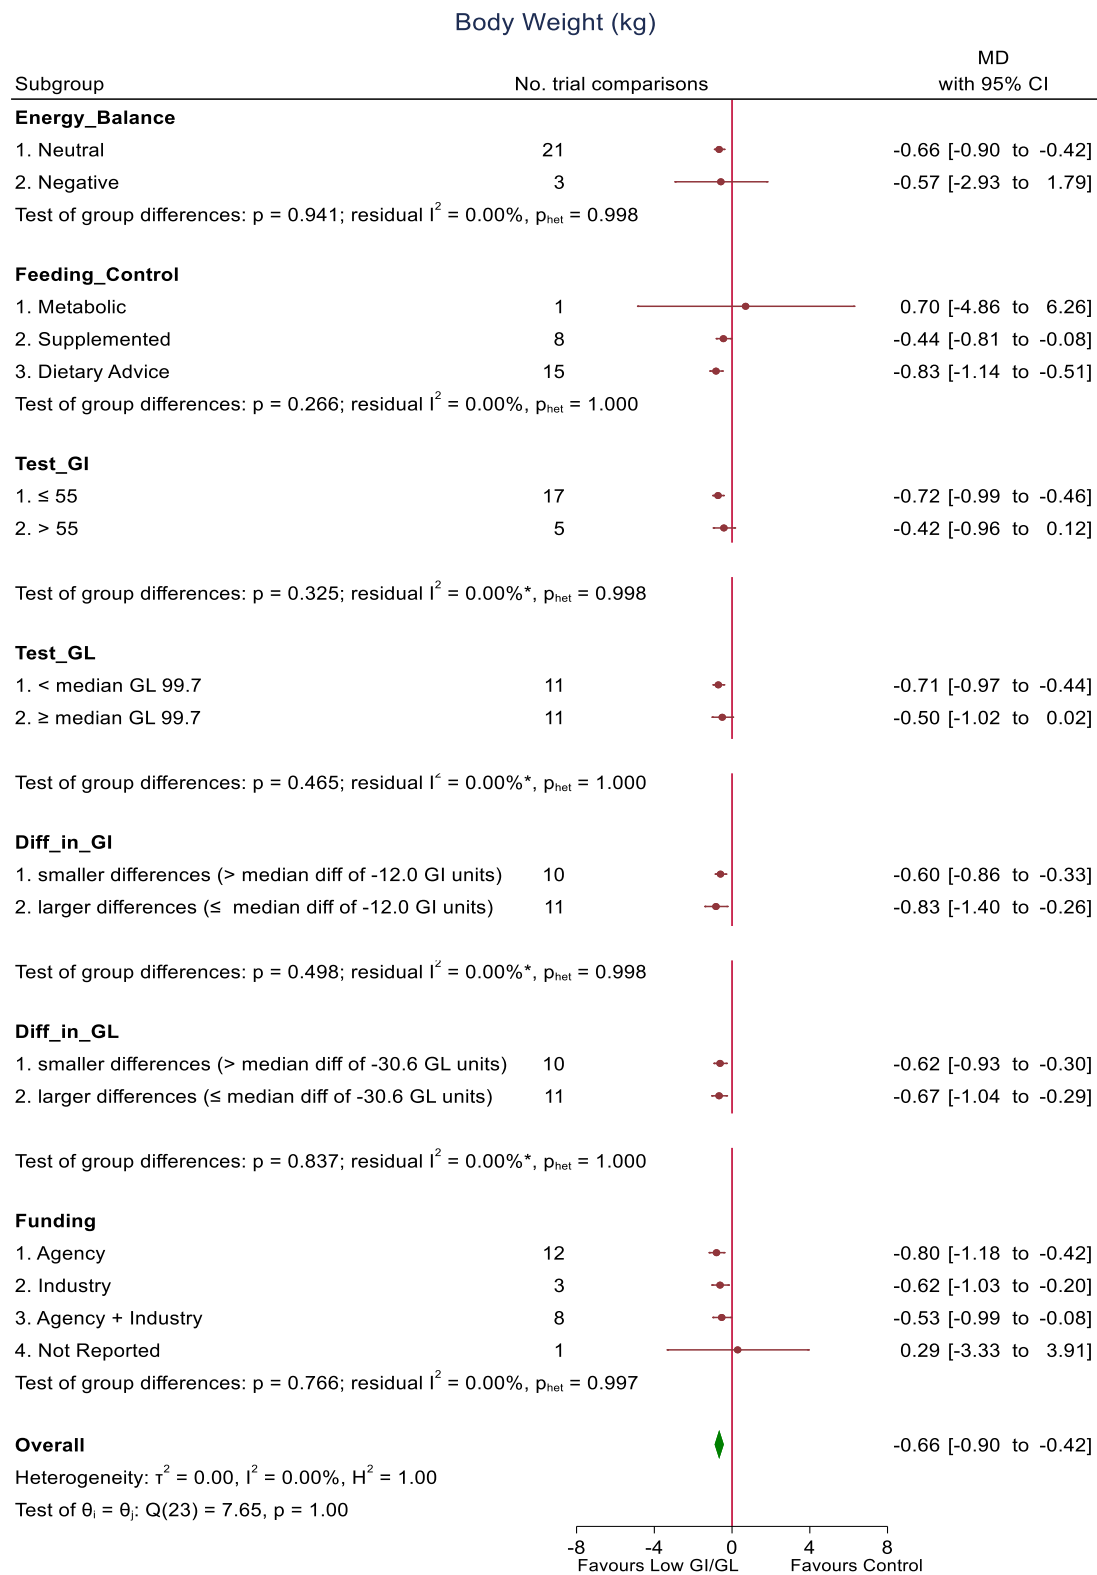 Body Weight (kg)
MD
Subgroup No. trial comparisons with 95% CI
Energy_Balance
1. Neutral 21 -0.66 [-0.90 to -0.42]
2. Negative 3 -0.57 [-2.93 to 1.79]
Test of group differences: p = 0.941; residual I² = 0.00%, pₕₑₜ = 0.998
Feeding_Control
1. Metabolic 1 0.70 [-4.86 to 6.26]
2. Supplemented 8 -0.44 [-0.81 to -0.08]
3. Dietary Advice 15 -0.83 [-1.14 to -0.51]
Test of group differences: p = 0.266; residual I² = 0.00%, pₕₑₜ = 1.000
Test_GI
1. ≤ 55 17 -0.72 [-0.99 to -0.46]
2. > 55 5 -0.42 [-0.96 to 0.12]
Test of group differences: p = 0.325; residual I² = 0.00%*, pₕₑₜ = 0.998
Test_GL
1. < median GL 99.7 11 -0.71 [-0.97 to -0.44]
2. ≥ median GL 99.7 11 -0.50 [-1.02 to 0.02]
Test of group differences: p = 0.465; residual I² = 0.00%*, pₕₑₜ = 1.000
Diff_in_GI
1. smaller differences (> median diff of -12.0 GI units) 10 -0.60 [-0.86 to -0.33]
2. larger differences (≤ median diff of -12.0 GI units) 11 -0.83 [-1.40 to -0.26]
Test of group differences: p = 0.498; residual I² = 0.00%*, pₕₑₜ = 0.998
Diff_in_GL
1. smaller differences (> median diff of -30.6 GL units) 10 -0.62 [-0.93 to -0.30]
2. larger differences (≤ median diff of -30.6 GL units) 11 -0.67 [-1.04 to -0.29]
Test of group differences: p = 0.837; residual I² = 0.00%*, pₕₑₜ = 1.000
Funding
1. Agency 12 -0.80 [-1.18 to -0.42]
2. Industry 3 -0.62 [-1.03 to -0.20]
3. Agency + Industry 8 -0.53 [-0.99 to -0.08]
4. Not Reported 1 0.29 [-3.33 to 3.91]
Test of group differences: p = 0.766; residual I² = 0.00%, pₕₑₜ = 0.997
Overall -0.66 [-0.90 to -0.42]
Heterogeneity: τ² = 0.00, I² = 0.00%, H² = 1.00
Test of θᵢ = θⱼ: Q(23) = 7.65, p = 1.00
-8 -4 0 4 8
Favours Low GI/GL Favours Control